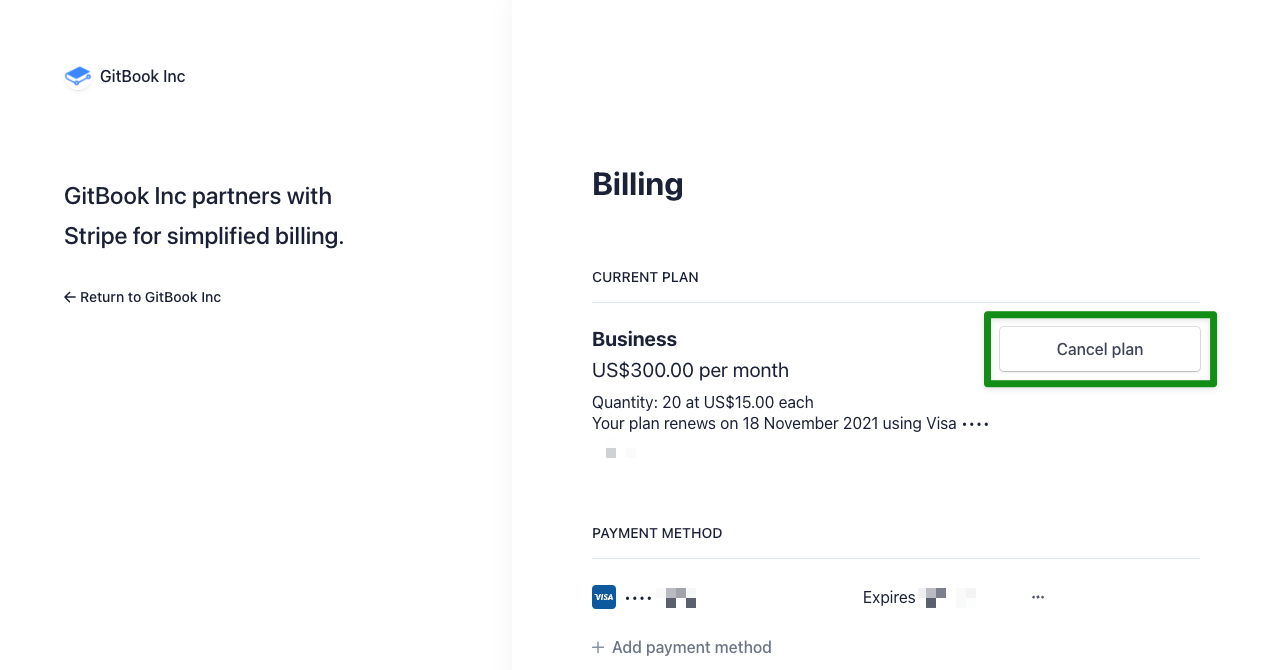 GitBook Inc
GitBook Inc partners with
Stripe for simplified billing.
← Return to GitBook Inc
Billing
CURRENT PLAN
Business
Cancel plan
US$300.00 per month
Quantity: 20 at US$15.00 each
Your plan renews on 18 November 2021 using Visa ••••
PAYMENT METHOD
VISA •••• Expires ···
+ Add payment method